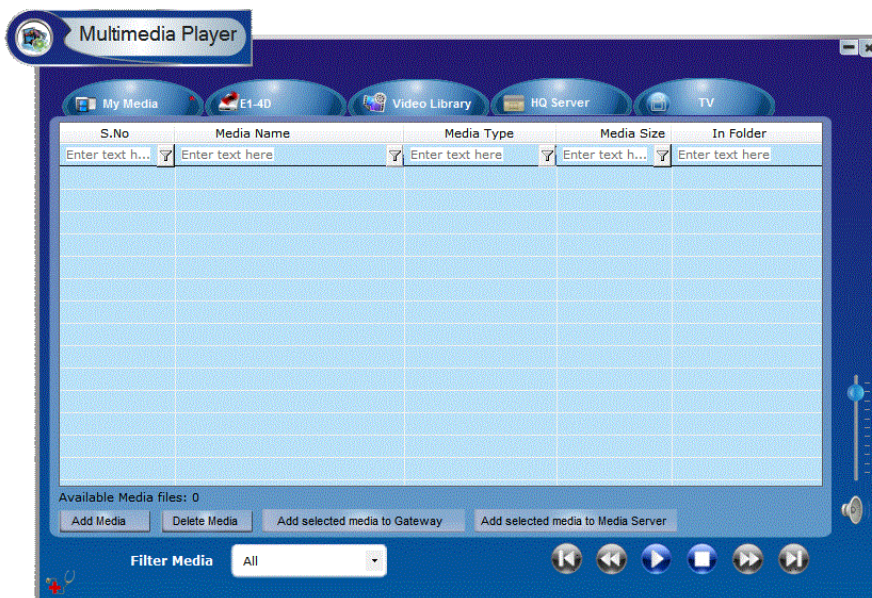 Multimedia Player
My Media E1-4D Video Library HQ Server TV
S.No Media Name Media Type Media Size In Folder
Enter text h... Enter text here Enter text here Enter text h... Enter text here
Available Media files: 0
Add Media Delete Media Add selected media to Gateway Add selected media to Media Server
Filter Media All